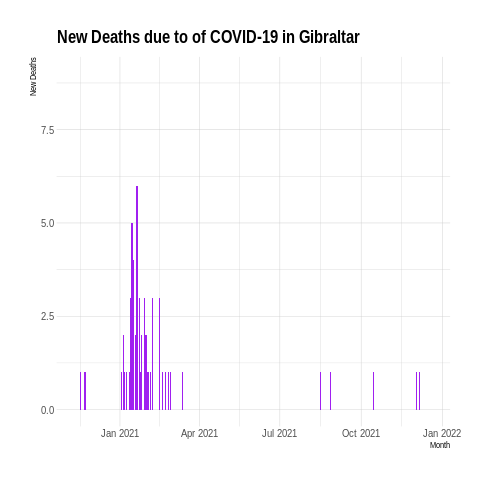 New Deaths due to of COVID-19 in Gibraltar
New Deaths
7.5
5.0
2.5
0.0
Jan 2021 Apr 2021 Jul 2021 Oct 2021 Jan 2022
Month